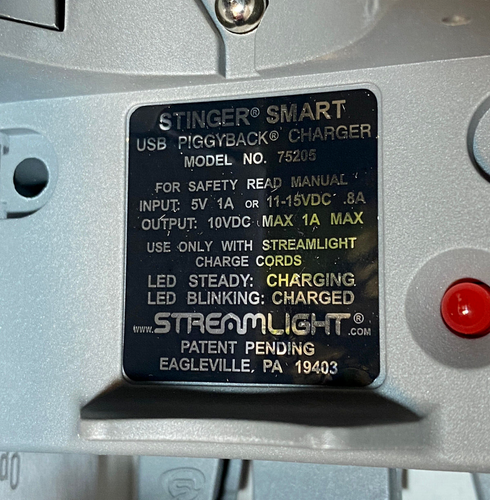 STINGER® SMART
USB PIGGYBACK® CHARGER
MODEL NO. 75205
FOR SAFETY READ MANUAL
INPUT: 5V 1A OR 11-15VDC .8A
OUTPUT: 10VDC MAX 1A MAX
USE ONLY WITH STREAMLIGHT
CHARGE CORDS
LED STEADY: CHARGING
LED BLINKING: CHARGED
www.STREAMLIGHT®.COM
PATENT PENDING
EAGLEVILLE, PA 19403